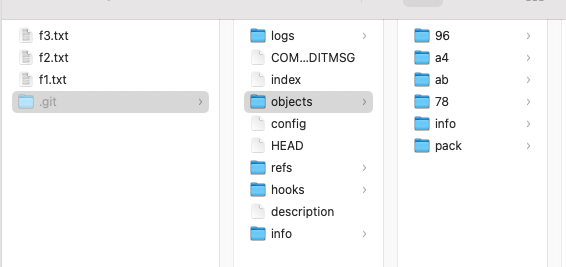 f3.txt
f2.txt
f1.txt
.git
logs
COM...DITMSG
index
objects
config
HEAD
refs
hooks
description
info
96
a4
ab
78
info
pack